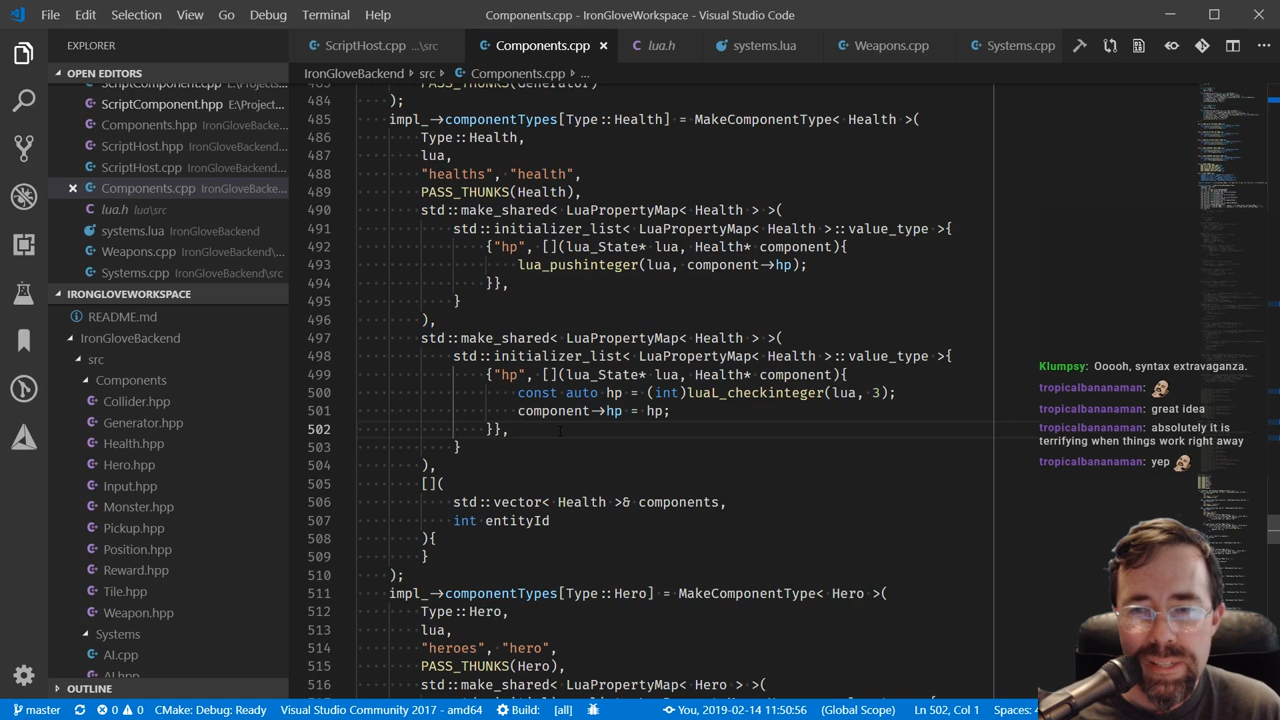 File Edit Selection View Go Debug Terminal Help
Components.cpp - IronGloveWorkspace - Visual Studio Code
EXPLORER
ScriptHost.cpp ...\src
Components.cpp
lua.h
systems.lua
Weapons.cpp
Systems.cpp
OPEN EDITORS
IronGloveBackend › src › Components.cpp › ...
ScriptComponent.cpp E:\Projects...
ScriptComponent.hpp E:\Project...
Components.hpp IronGloveBackend...
ScriptHost.hpp IronGloveBackend...
ScriptHost.cpp IronGloveBackend...
Components.cpp IronGloveBacke...
lua.h lua\src
systems.lua IronGloveBackend
Weapons.cpp IronGloveBackend...
Systems.cpp IronGloveBackend\src
IRONGLOVEWORKSPACE
README.md
IronGloveBackend
src
Components
Collider.hpp
Generator.hpp
Health.hpp
Hero.hpp
Input.hpp
Monster.hpp
Pickup.hpp
Position.hpp
Reward.hpp
Tile.hpp
Weapon.hpp
Systems
AI.cpp
AI.hpp
OUTLINE
483 PASS_THUNKS(Generator)
484 );
485 impl_->componentTypes[Type::Health] = MakeComponentType< Health >(
486 Type::Health,
487 lua,
488 "healths", "health",
489 PASS_THUNKS(Health),
490 std::make_shared< LuaPropertyMap< Health > >(
491 std::initializer_list< LuaPropertyMap< Health >::value_type >{
492 {"hp", [](lua_State* lua, Health* component){
493 lua_pushinteger(lua, component->hp);
494 }},
495 }
496 ),
497 std::make_shared< LuaPropertyMap< Health > >(
498 std::initializer_list< LuaPropertyMap< Health >::value_type >{
499 {"hp", [](lua_State* lua, Health* component){
500 const auto hp = (int)luaL_checkinteger(lua, 3);
501 component->hp = hp;
502 }},
503 }
504 ),
505 [](
506 std::vector< Health >& components,
507 int entityId
508 ){
509 }
510 );
511 impl_->componentTypes[Type::Hero] = MakeComponentType< Hero >(
512 Type::Hero,
513 lua,
514 "heroes", "hero",
515 PASS_THUNKS(Hero),
516 std::make_shared< LuaPropertyMap< Hero > >(
Klumpsy: Ooooh, syntax extravaganza.
tropicalbananaman:
tropicalbananaman: great idea
tropicalbananaman: absolutely it is
terrifying when things work right away
tropicalbananaman: yep
master 0 0 CMake: Debug: Ready Visual Studio Community 2017 - amd64 Build: [all] You, 2019-02-14 11:50:56 (Global Scope) Ln 502, Col 1 Spaces: